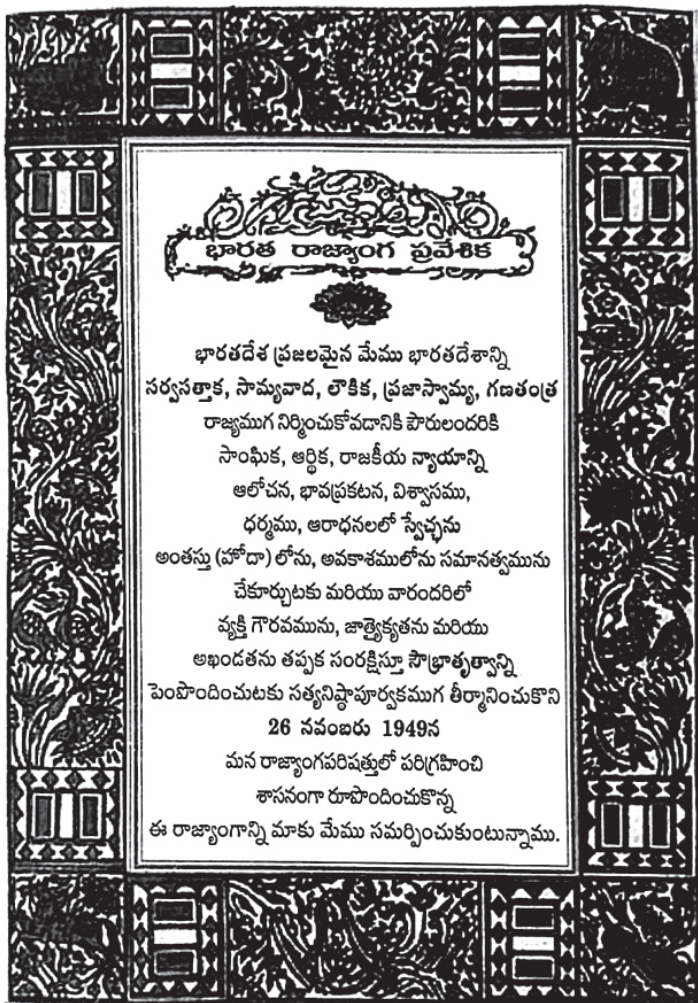 భారత రాజ్యాంగ ప్రవేశిక
భారతదేశ ప్రజలమైన మేము భారతదేశాన్ని
సర్వసత్తాక, సామ్యవాద, లౌకిక, ప్రజాస్వామ్య, గణతంత్ర
రాజ్యముగ నిర్మించుకోవడానికి పౌరులందరికి
సాంఘిక, ఆర్థిక, రాజకీయ న్యాయాన్ని
ఆలోచన, భావప్రకటన, విశ్వాసము,
ధర్మము, ఆరాధనలలో స్వేచ్ఛను
అంతస్తు (హోదా) లోను, అవకాశములోను సమానత్వమును
చేకూర్చుటకు మరియు వారందరిలో
వ్యక్తి గౌరవమును, జాత్యైక్యతను మరియు
అఖండతను తప్పక సంరక్షిస్తూ సౌభ్రాతృత్వాన్ని
పెంపొందించుటకు సత్యనిష్ఠాపూర్వకముగ తీర్మానించుకొని
26 నవంబరు 1949న
మన రాజ్యాంగపరిషత్తులో పరిగ్రహించి
శాసనంగా రూపొందించుకొన్న
ఈ రాజ్యాంగాన్ని మాకు మేము సమర్పించుకుంటున్నాము.